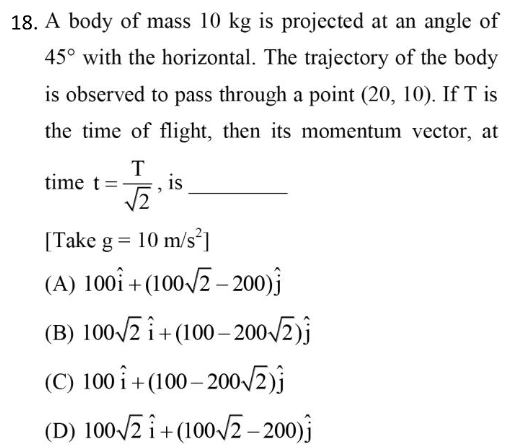 18. A body of mass 10 kg is projected at an angle of
45° with the horizontal. The trajectory of the body
is observed to pass through a point (20, 10). If T is
the time of flight, then its momentum vector, at
time t = T/√2, is __________
[Take g = 10 m/s²]
(A) 100î + (100√2 – 200)ĵ
(B) 100√2 î + (100 – 200√2)ĵ
(C) 100 î + (100 – 200√2)ĵ
(D) 100√2 î + (100√2 – 200)ĵ